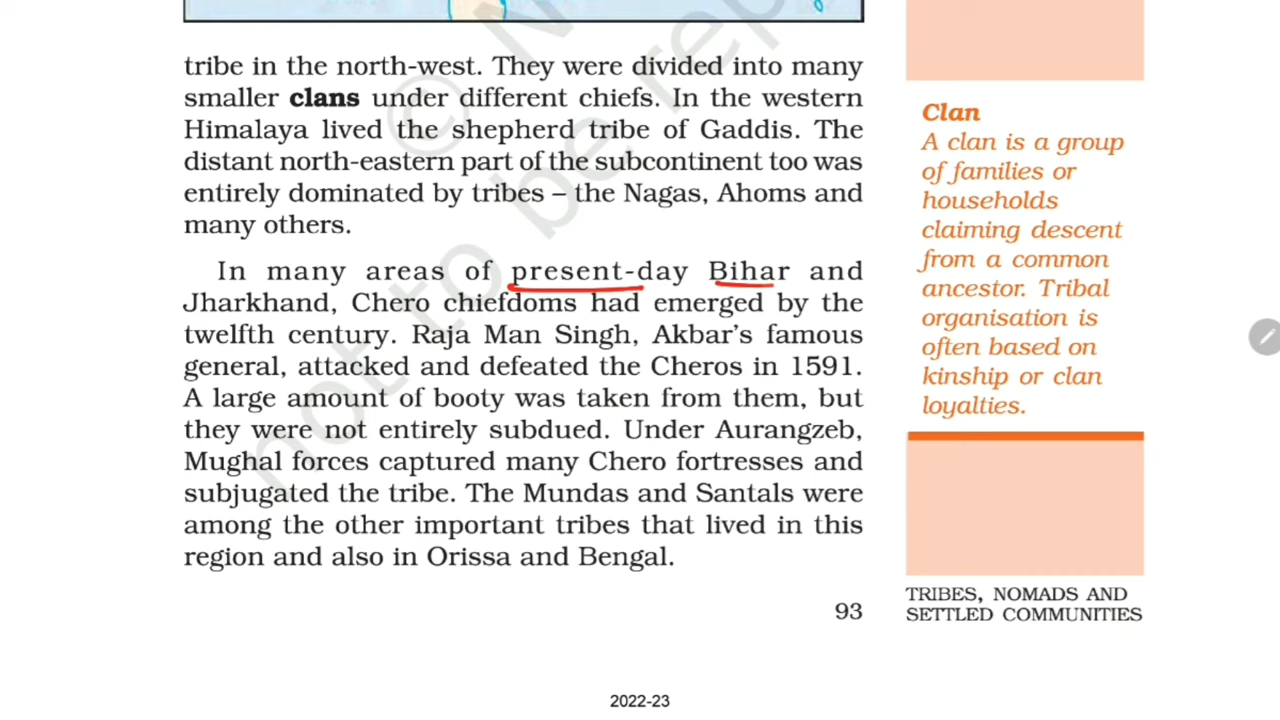 tribe in the north-west. They were divided into many
smaller clans under different chiefs. In the western
Himalaya lived the shepherd tribe of Gaddis. The
distant north-eastern part of the subcontinent too was
entirely dominated by tribes – the Nagas, Ahoms and
many others.
In many areas of present-day Bihar and
Jharkhand, Chero chiefdoms had emerged by the
twelfth century. Raja Man Singh, Akbar's famous
general, attacked and defeated the Cheros in 1591.
A large amount of booty was taken from them, but
they were not entirely subdued. Under Aurangzeb,
Mughal forces captured many Chero fortresses and
subjugated the tribe. The Mundas and Santals were
among the other important tribes that lived in this
region and also in Orissa and Bengal.
93
Clan
A clan is a group
of families or
households
claiming descent
from a common
ancestor. Tribal
organisation is
often based on
kinship or clan
loyalties.
TRIBES, NOMADS AND
SETTLED COMMUNITIES
2022-23
© N
not to be rep